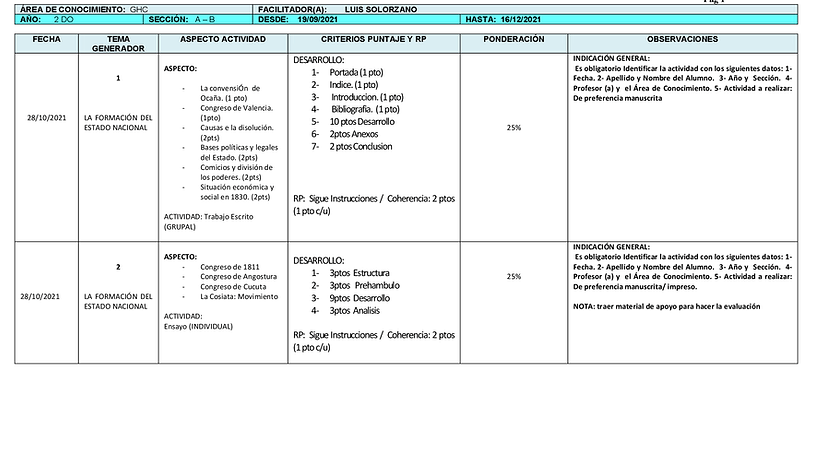 Pág 1
ÁREA DE CONOCIMIENTO: GHC
FACILITADOR(A): LUIS SOLORZANO
AÑO: 2 DO
SECCIÓN: A – B
DESDE: 19/09/2021
HASTA: 16/12/2021
FECHA
TEMA
GENERADOR
ASPECTO ACTIVIDAD
CRITERIOS PUNTAJE Y RP
PONDERACIÓN
OBSERVACIONES
28/10/2021
1
LA FORMACIÓN DEL
ESTADO NACIONAL
ASPECTO:
- La convensiÓn de
Ocaña. (1 pto)
- Congreso de Valencia.
(1pto)
- Causas e la disolución.
(2pts)
- Bases políticas y legales
del Estado. (2pts)
- Comicios y división de
los poderes. (2pts)
- Situación económica y
social en 1830. (2pts)
ACTIVIDAD: Trabajo Escrito
(GRUPAL)
DESARROLLO:
1- Portada (1 pto)
2- Indice. (1 pto)
3- Introduccion. (1 pto)
4- Bibliografia. (1 pto)
5- 10 ptos Desarrollo
6- 2ptos Anexos
7- 2 ptos Conclusion
RP: Sigue Instrucciones / Coherencia: 2 ptos
(1 pto c/u)
25%
INDICACIÓN GENERAL:
Es obligatorio Identificar la actividad con los siguientes datos: 1-
Fecha. 2- Apellido y Nombre del Alumno. 3- Año y Sección. 4-
Profesor (a) y el Área de Conocimiento. 5- Actividad a realizar:
De preferencia manuscrita
28/10/2021
2
LA FORMACIÓN DEL
ESTADO NACIONAL
ASPECTO:
- Congreso de 1811
- Congreso de Angostura
- Congreso de Cucuta
- La Cosiata: Movimiento
ACTIVIDAD:
Ensayo (INDIVIDUAL)
DESARROLLO:
1- 3ptos Estructura
2- 3ptos Prehambulo
3- 9ptos Desarrollo
4- 3ptos Analisis
RP: Sigue Instrucciones / Coherencia: 2 ptos
(1 pto c/u)
25%
INDICACIÓN GENERAL:
Es obligatorio Identificar la actividad con los siguientes datos: 1-
Fecha. 2- Apellido y Nombre del Alumno. 3- Año y Sección. 4-
Profesor (a) y el Área de Conocimiento. 5- Actividad a realizar:
De preferencia manuscrita/ impreso.
NOTA: traer material de apoyo para hacer la evaluación